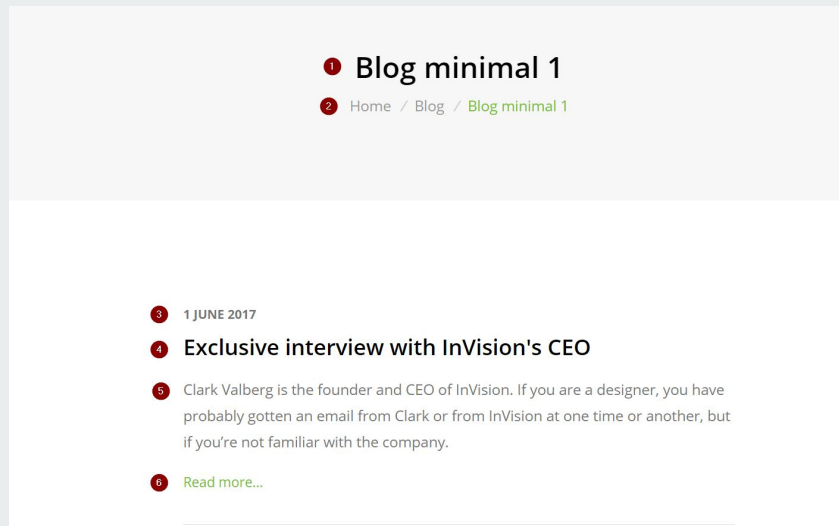 1 Blog minimal 1
2 Home / Blog / Blog minimal 1
3 1 JUNE 2017
4 Exclusive interview with InVision's CEO
5 Clark Valberg is the founder and CEO of InVision. If you are a designer, you have
probably gotten an email from Clark or from InVision at one time or another, but
if you’re not familiar with the company.
6 Read more...